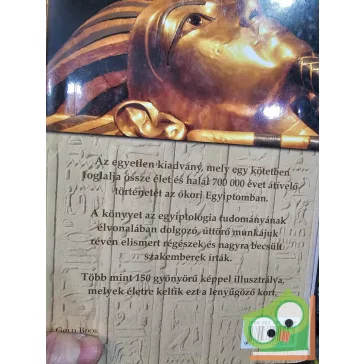 Az egyetlen kiadvány, mely egy kötetben
foglalja össze élet és halál 700 000 évet átívelő
történetét az ókori Egyiptomban.
A könyvet az egyiptológia tudományának
élvonalában dolgozó, úttörő munkájuk
révén elismert régészek és nagyra becsült
szakemberek írták.
Több mint 150 gyönyörű képpel illusztrálva,
melyek életre keltik ezt a lenyűgöző kort.
GOLD BOOK